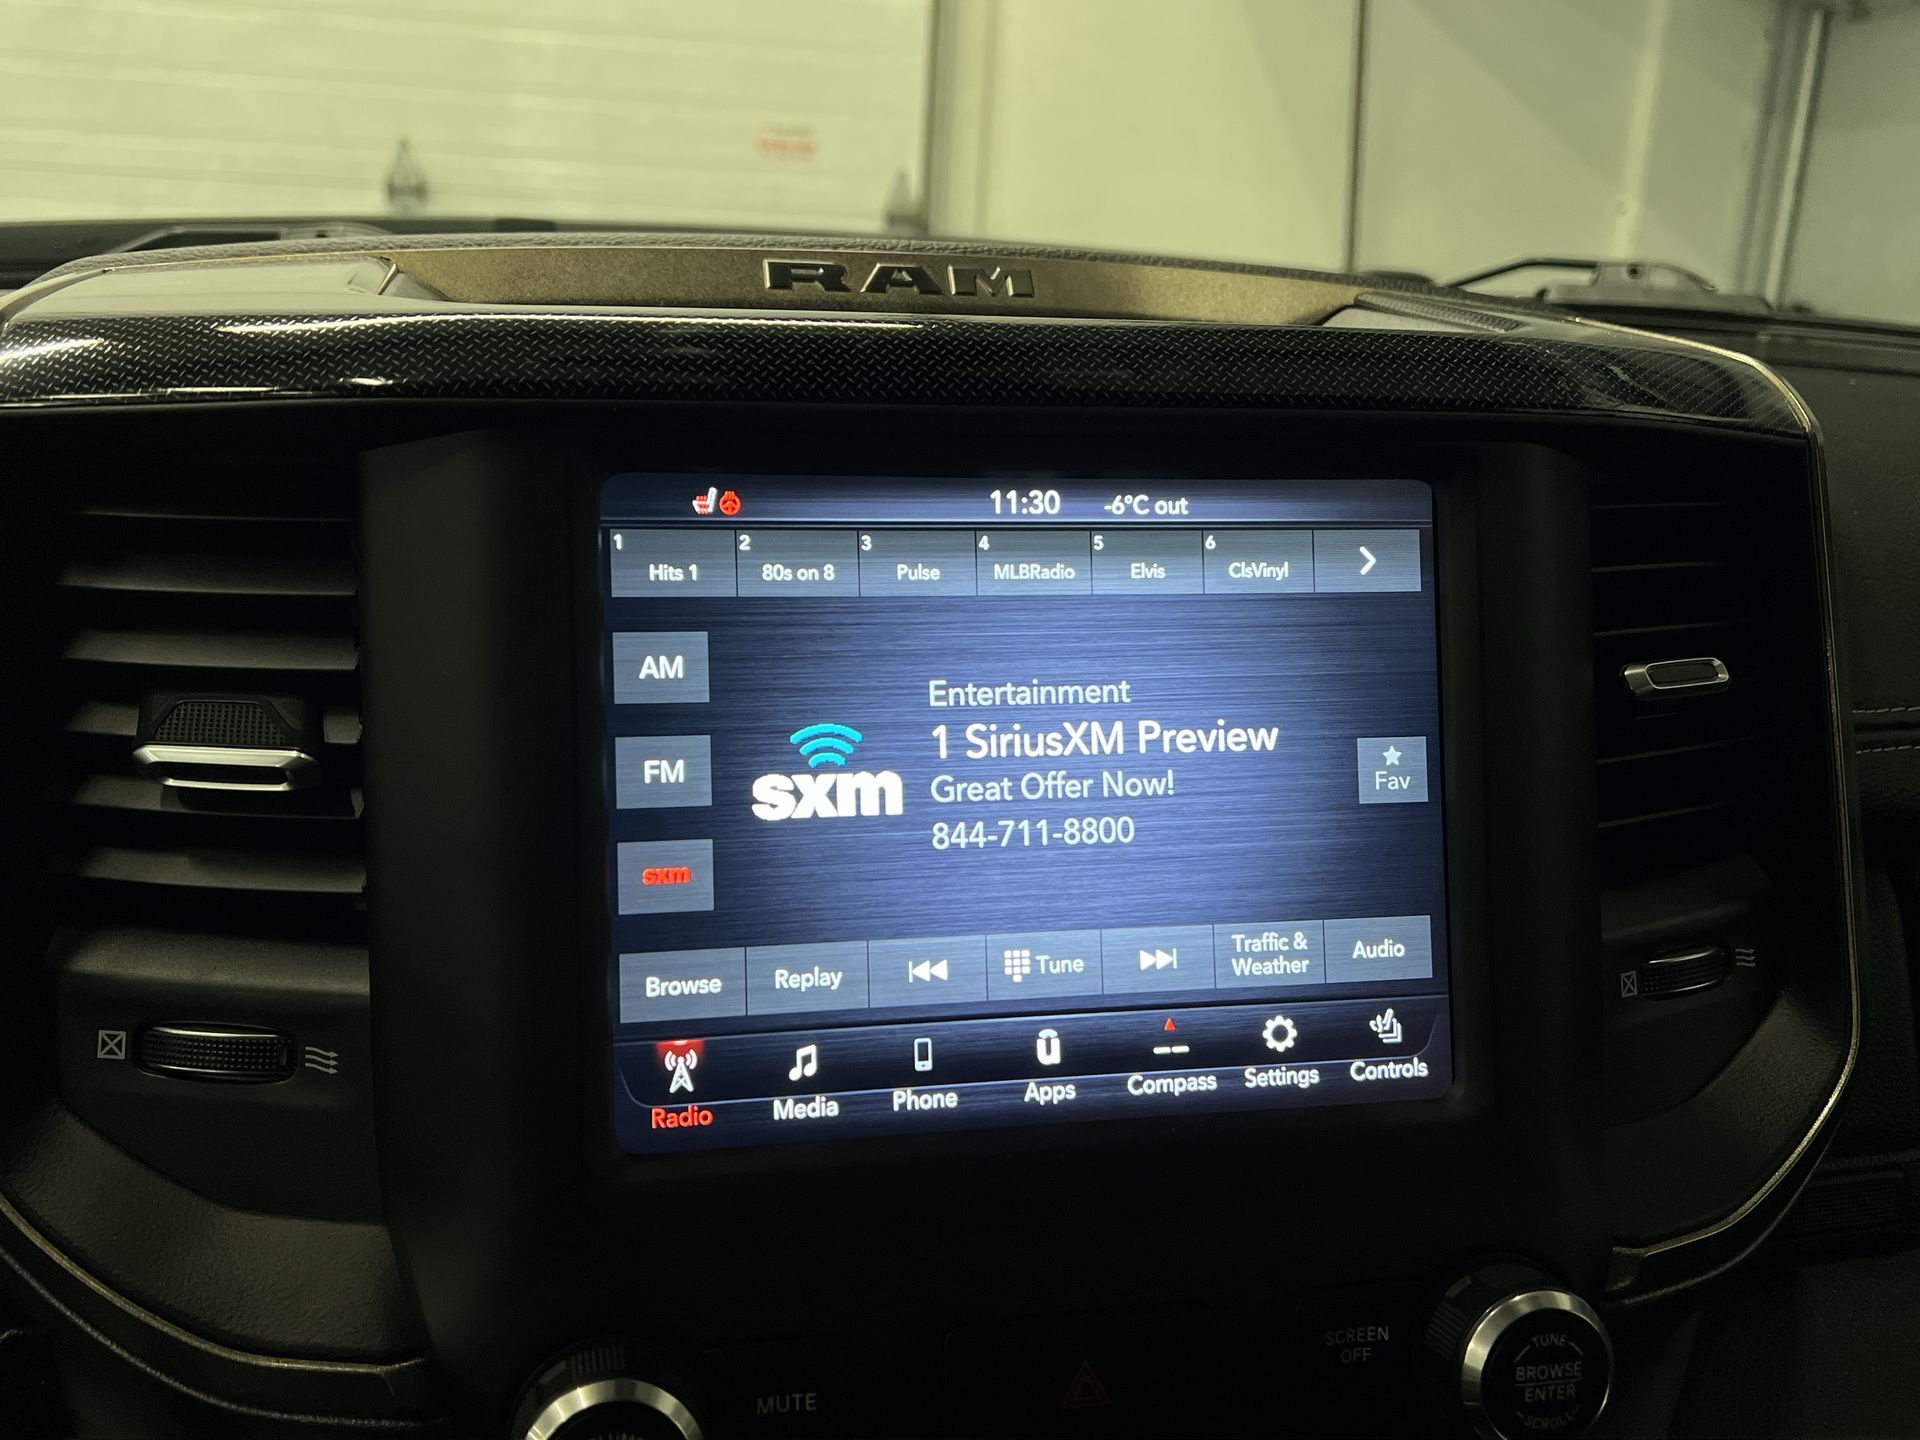 RAM
11:30 -6°C out
1 2 3 4 5 6
Hits 1 80s on 8 Pulse MLBRadio Elvis ClsVinyl
AM
Entertainment
1 SiriusXM Preview
FM
sxm
Great Offer Now!
Fav
844-711-8800
sxm
Browse Replay Tune Traffic &
Weather Audio
Radio Media Phone Apps Compass Settings Controls
MUTE
SCREEN
OFF
TUNE
BROWSE
ENTER
SCROLL